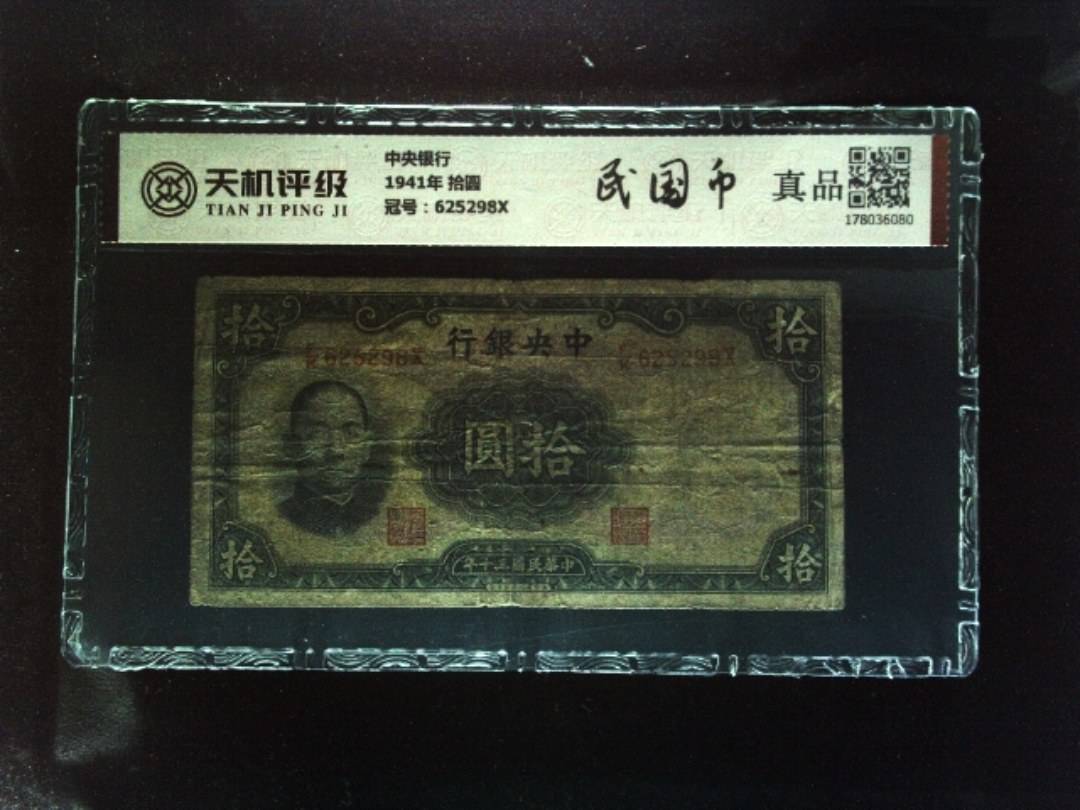 天机评级
TIAN JI PING JI
中央银行
1941年 拾圆
冠号：625298X
民国币
真品
178036080
拾
拾
行銀央中
625298X
625298X
圓拾
年十三國民華中
拾
拾